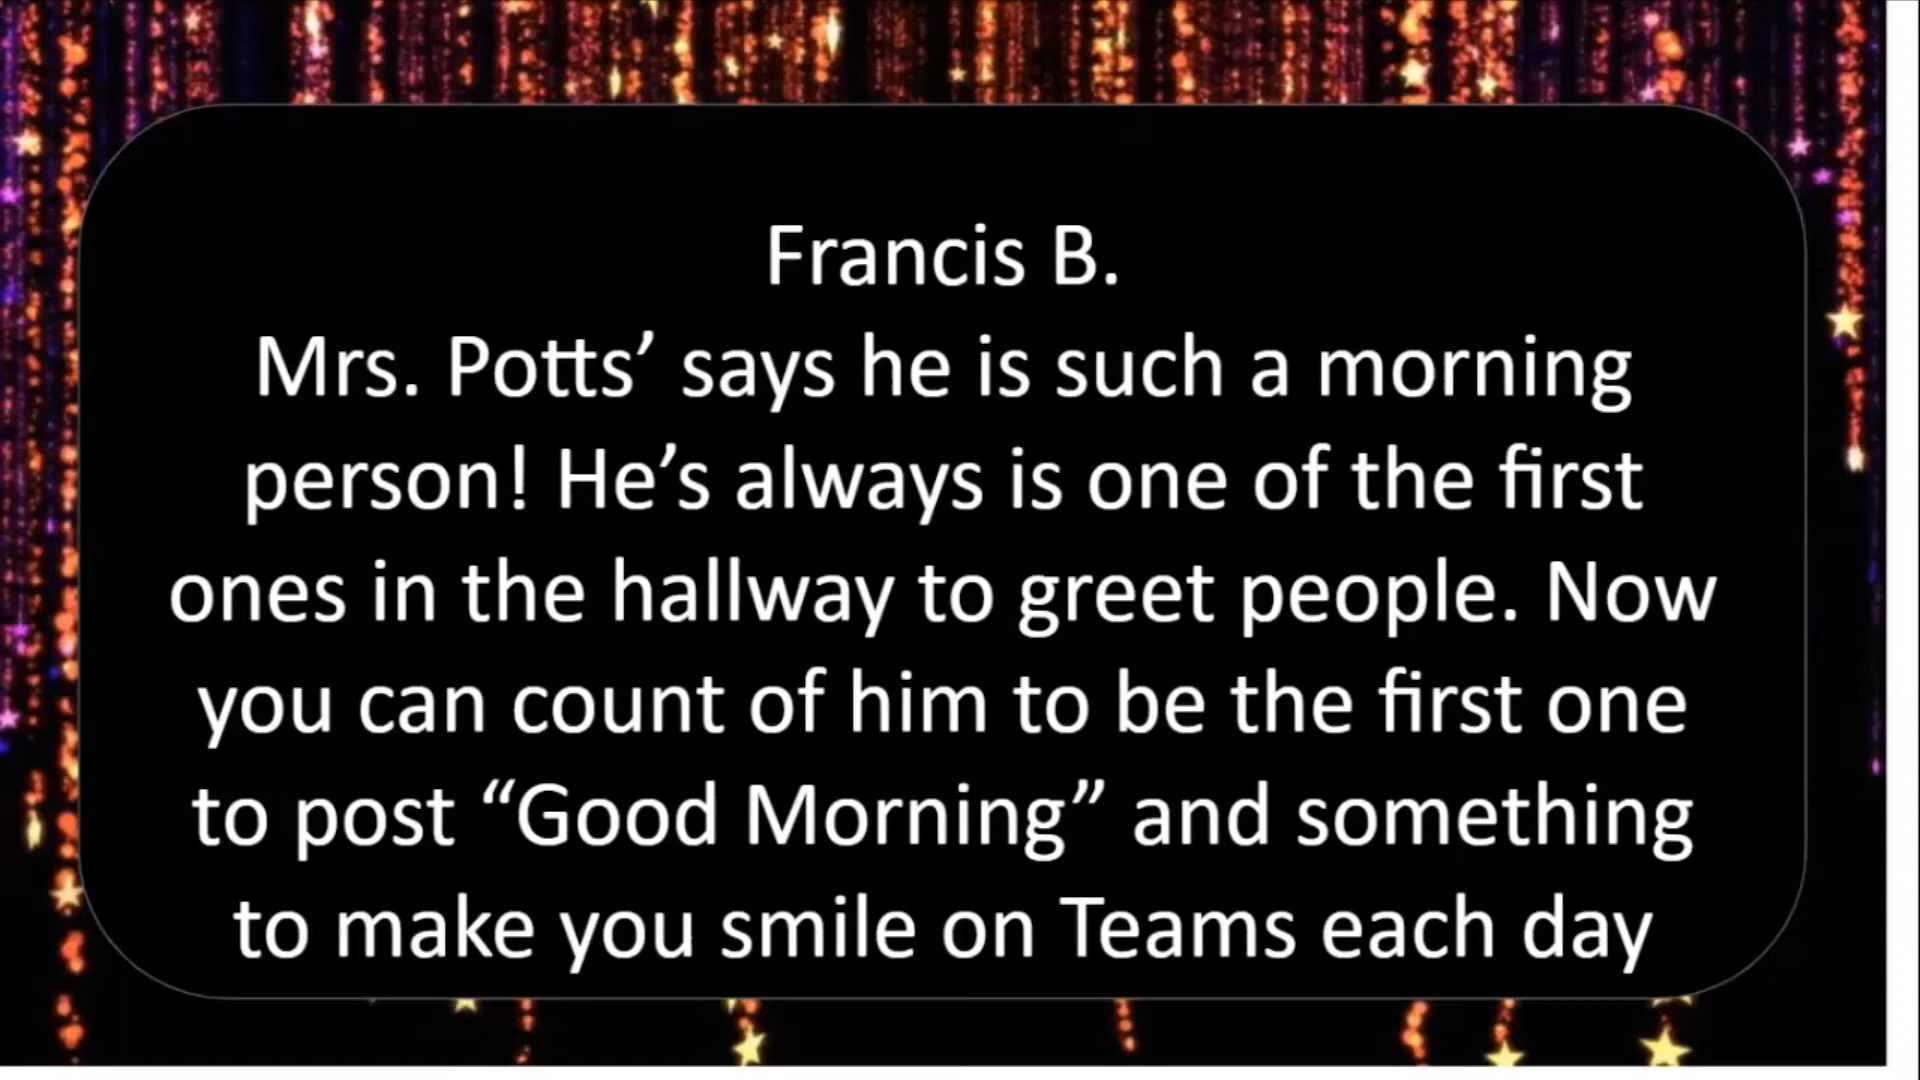 Francis B.
Mrs. Potts’ says he is such a morning
person! He’s always is one of the first
ones in the hallway to greet people. Now
you can count of him to be the first one
to post “Good Morning” and something
to make you smile on Teams each day